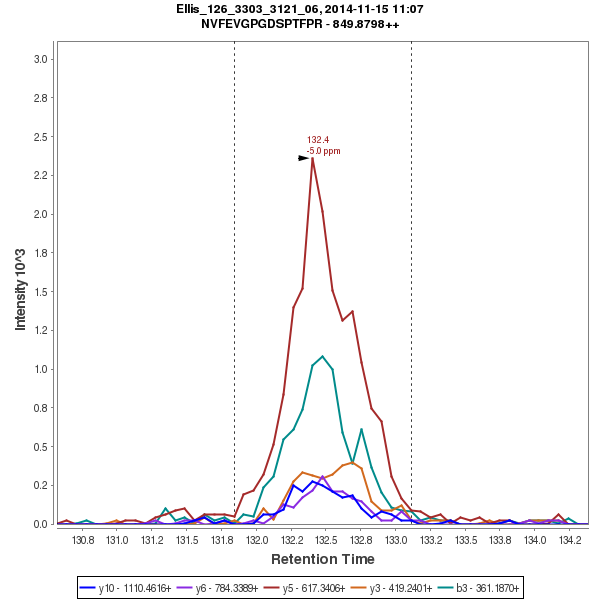 Ellis_126_3303_3121_06, 2014-11-15 11:07
NVFEVGPGDSPTFPR - 849.8798++
3.0
2.8
2.5
2.2
2.0
1.8
1.5
1.2
1.0
0.8
0.5
0.2
0.0
Intensity 10^3
132.4
-5.0 ppm
130.8 131.0 131.2 131.5 131.8 132.0 132.2 132.5 132.8 133.0 133.2 133.5 133.8 134.0 134.2
Retention Time
y10 - 1110.4616+ y6 - 784.3389+ y5 - 617.3406+ y3 - 419.2401+ b3 - 361.1870+